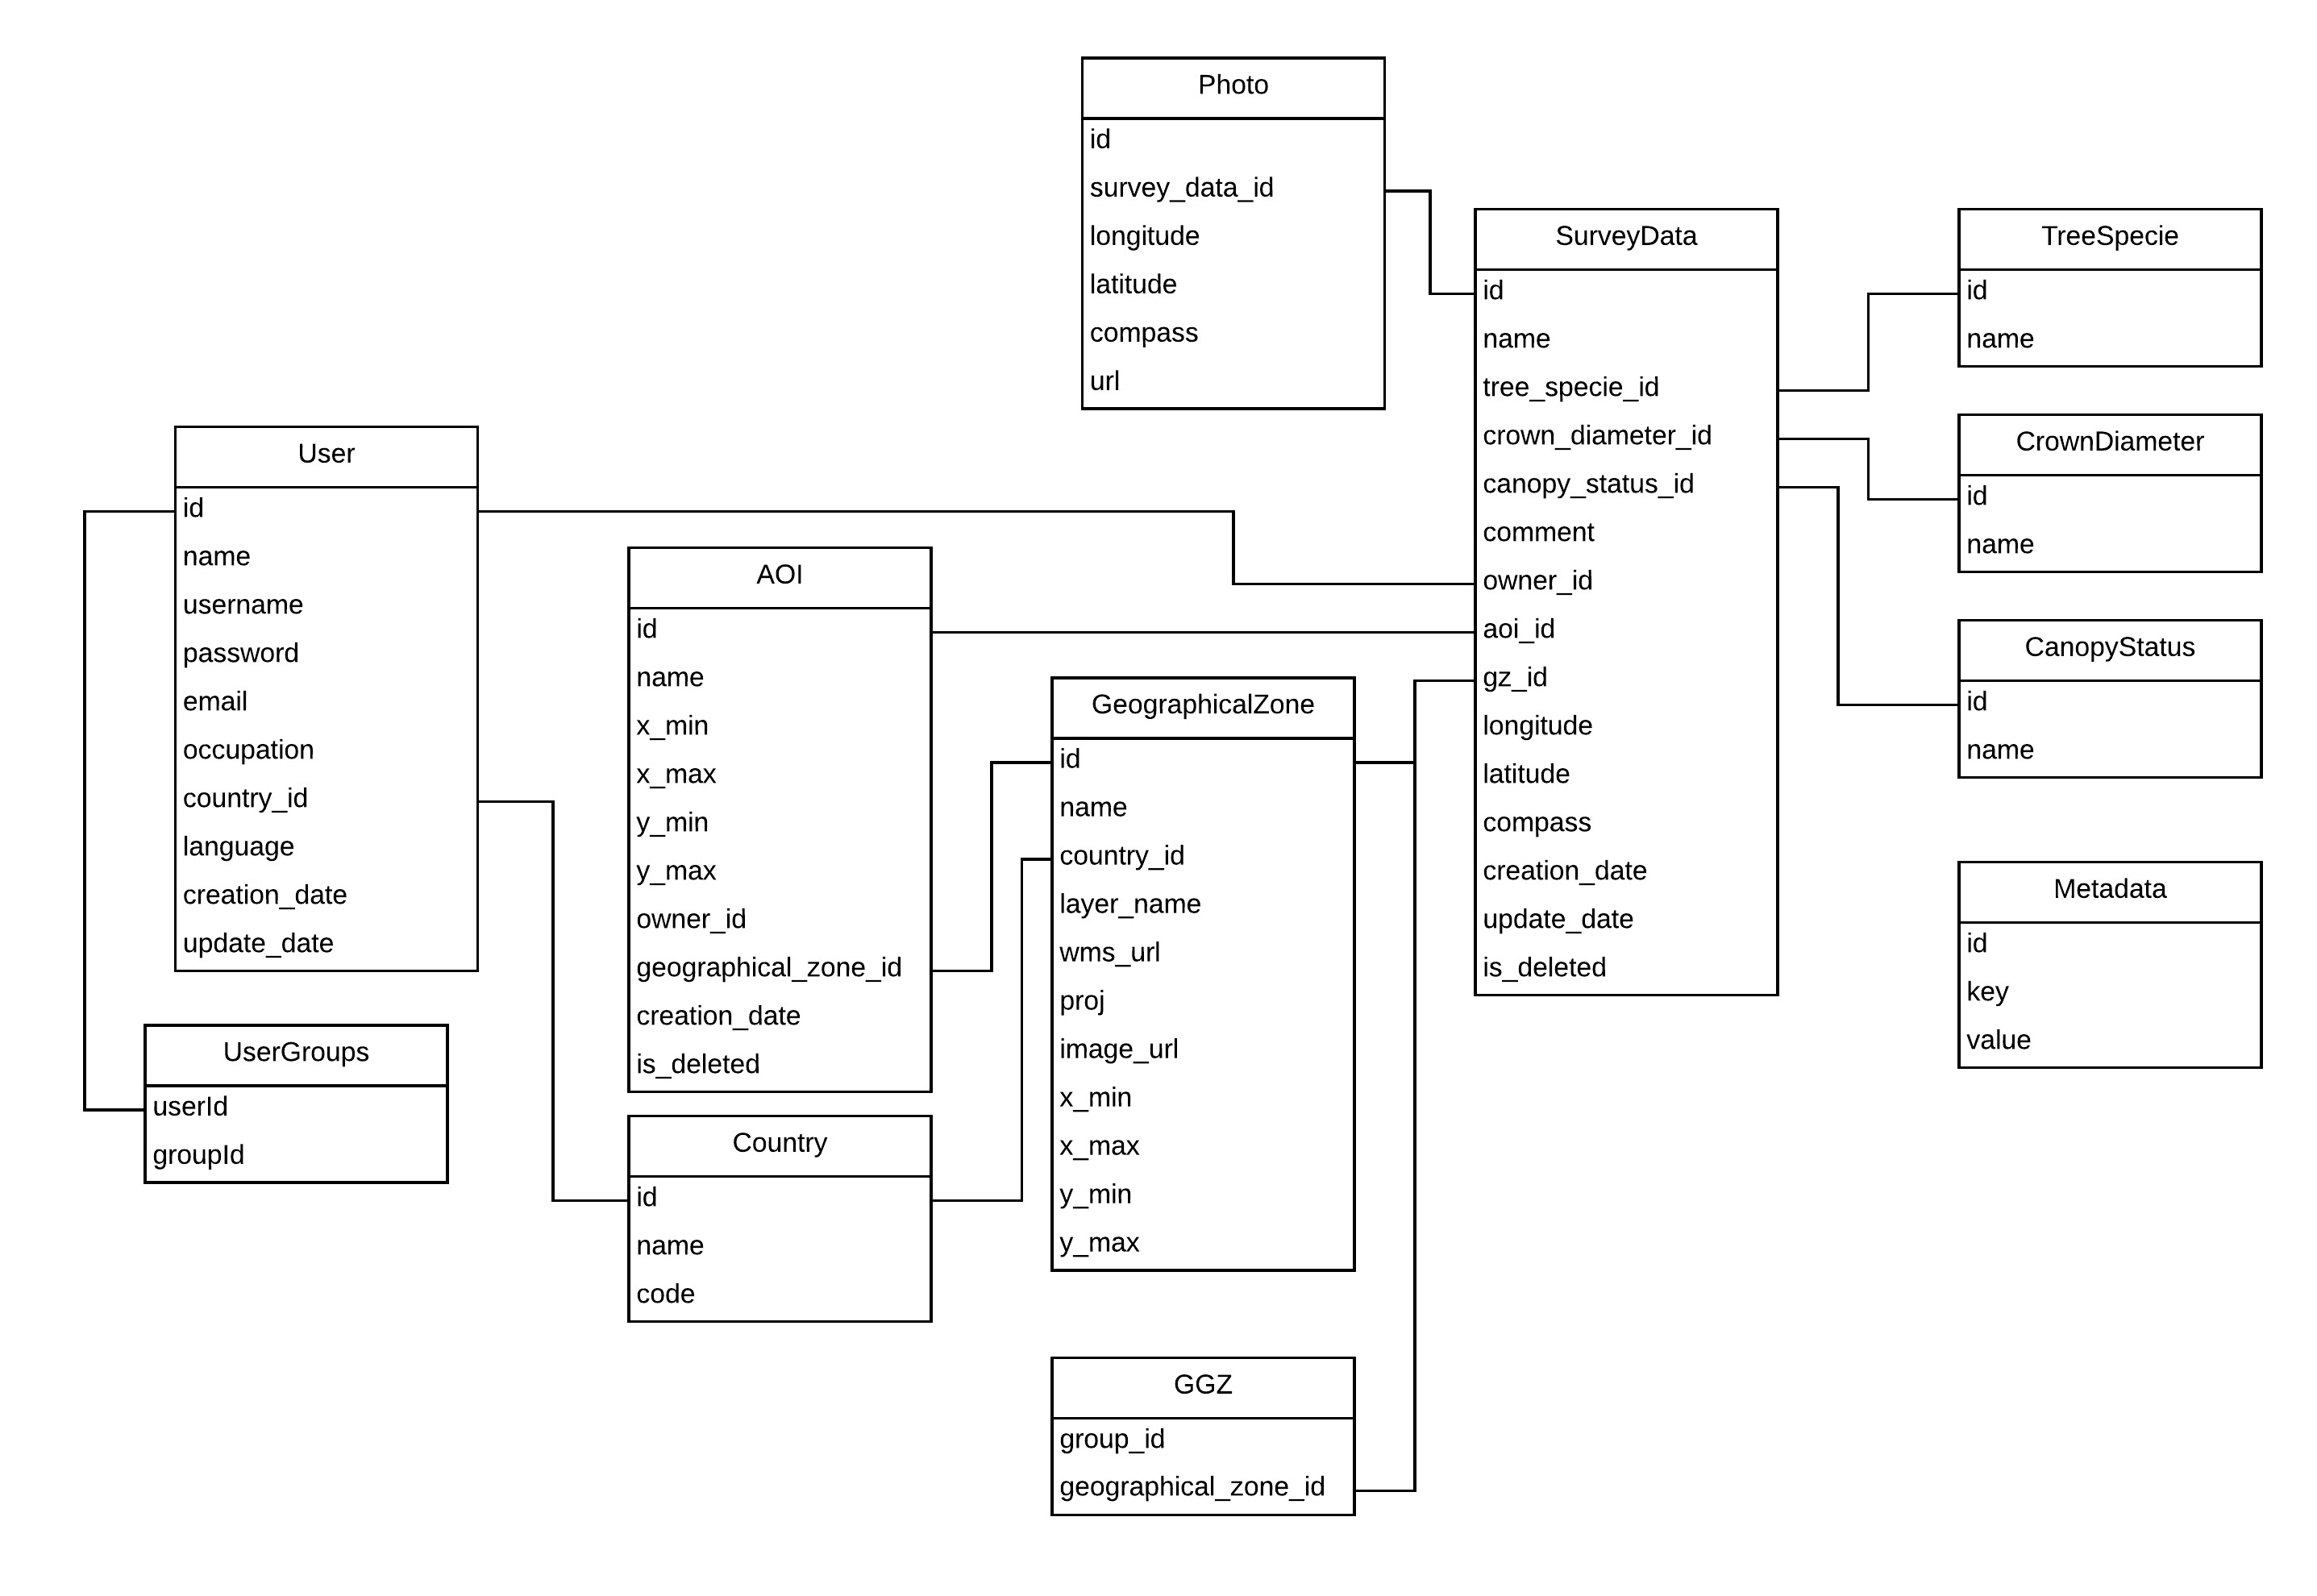 Photo
id
survey_data_id
longitude
latitude
compass
url
SurveyData
id
name
tree_specie_id
crown_diameter_id
canopy_status_id
comment
owner_id
aoi_id
gz_id
longitude
latitude
compass
creation_date
update_date
is_deleted
TreeSpecie
id
name
CrownDiameter
id
name
CanopyStatus
id
name
Metadata
id
key
value
User
id
name
username
password
email
occupation
country_id
language
creation_date
update_date
UserGroups
userId
groupId
AOI
id
name
x_min
x_max
y_min
y_max
owner_id
geographical_zone_id
creation_date
is_deleted
Country
id
name
code
GeographicalZone
id
name
country_id
layer_name
wms_url
proj
image_url
x_min
x_max
y_min
y_max
GGZ
group_id
geographical_zone_id